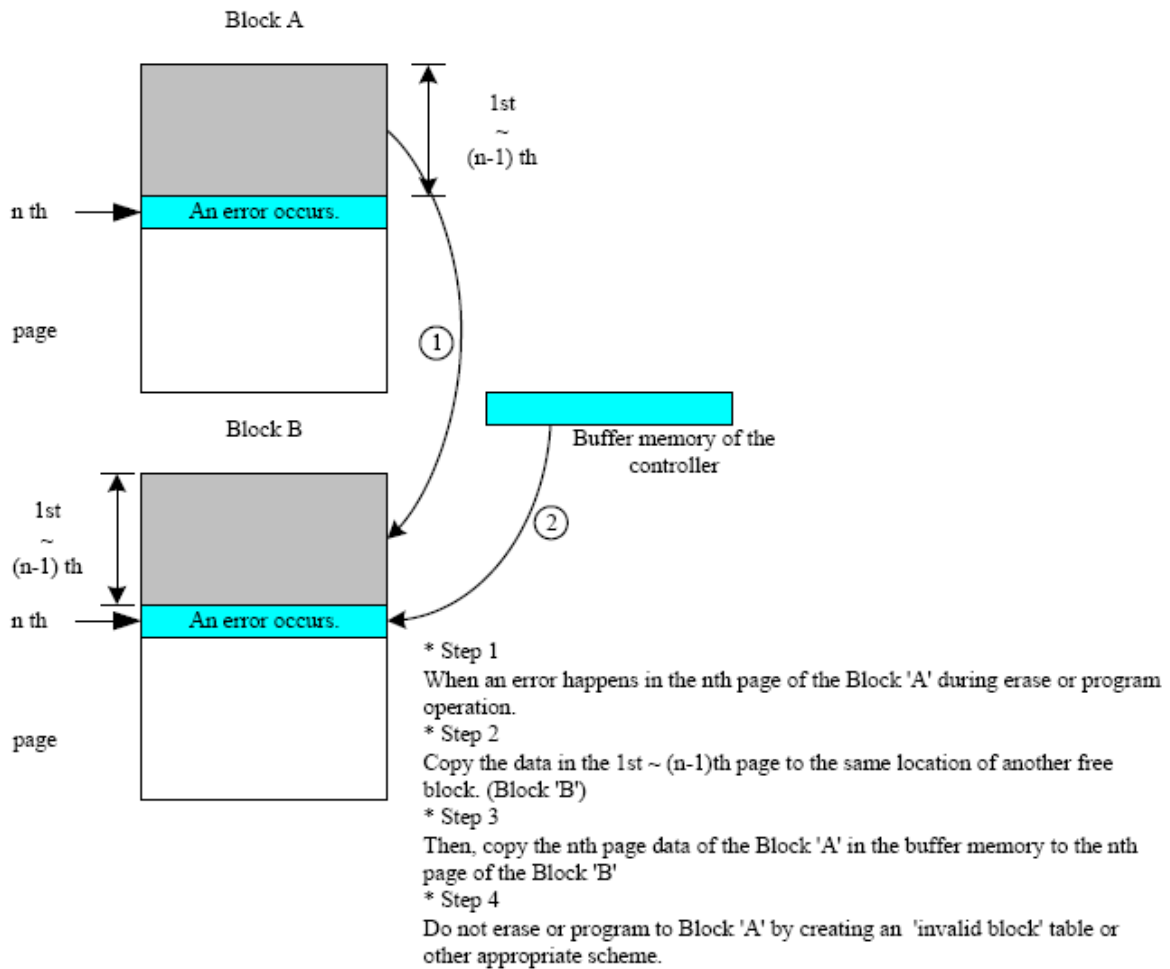 Block A
1st
~
(n-1) th
n th
An error occurs.
page
1
Block B
Buffer memory of the
controller
1st
~
(n-1) th
2
n th
An error occurs.
page
* Step 1
When an error happens in the nth page of the Block 'A' during erase or program
operation.
* Step 2
Copy the data in the 1st ~ (n-1)th page to the same location of another free
block. (Block 'B')
* Step 3
Then, copy the nth page data of the Block 'A' in the buffer memory to the nth
page of the Block 'B'
* Step 4
Do not erase or program to Block 'A' by creating an 'invalid block' table or
other appropriate scheme.